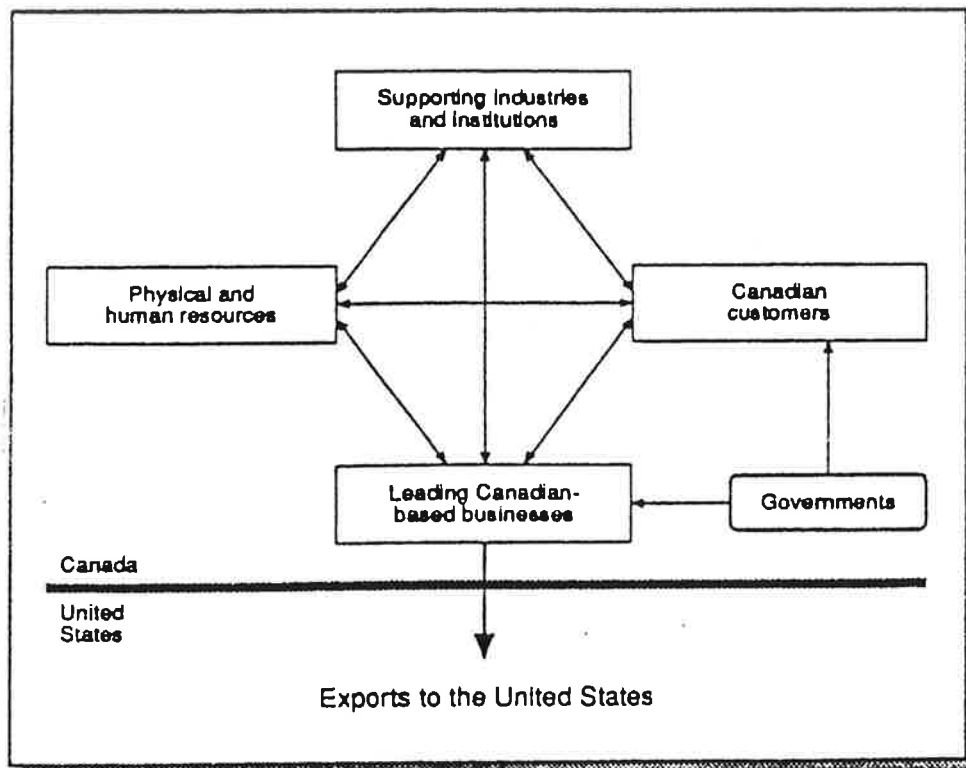 Supporting industries
and institutions
Physical and
human resources
Canadian
customers
Leading Canadian-
based businesses
Governments
Canada
United
States
Exports to the United States